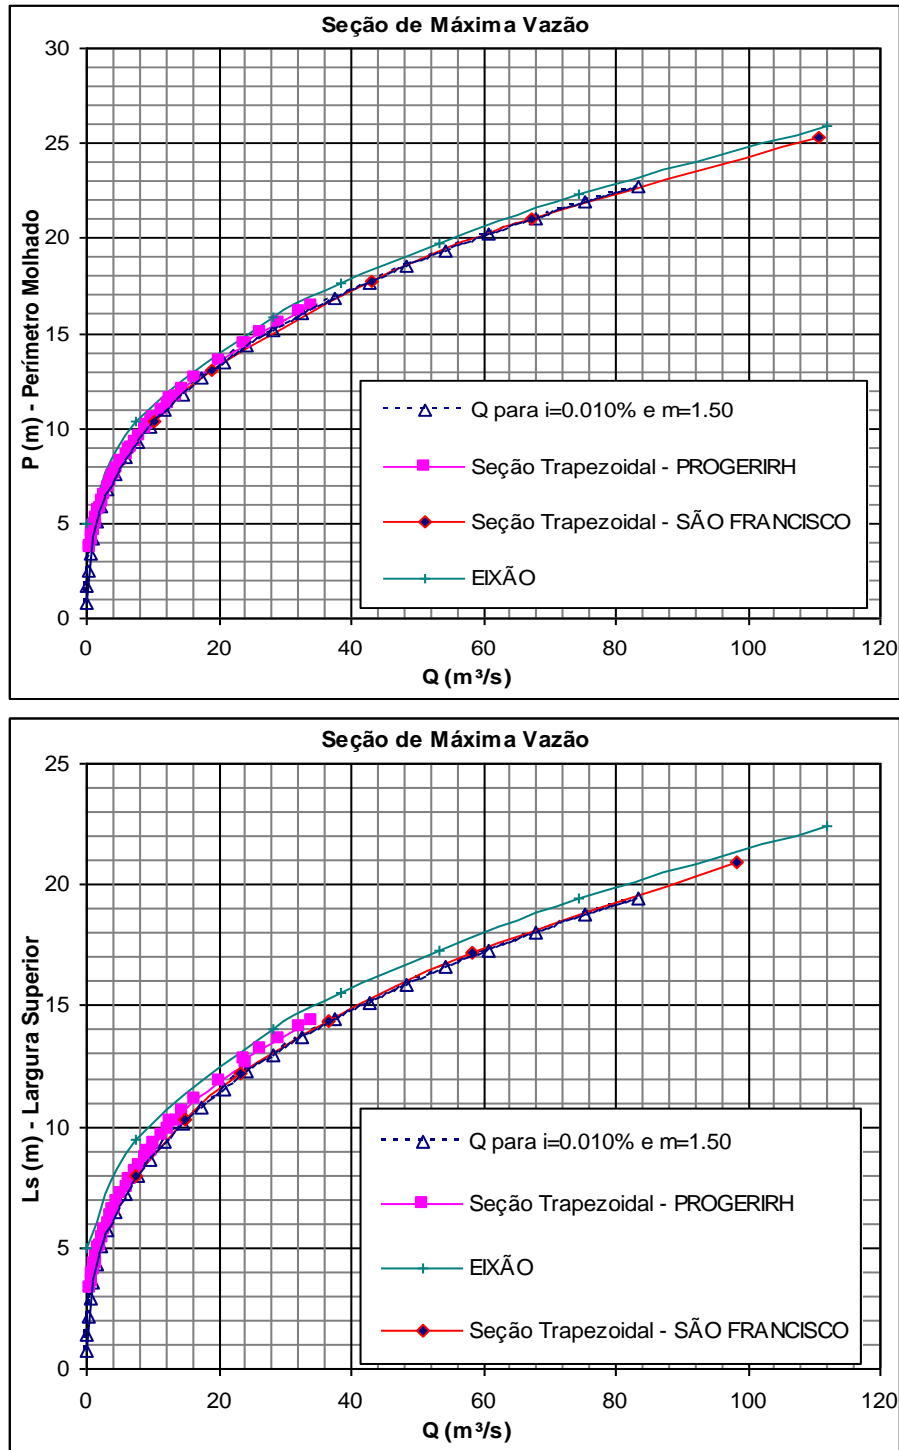 Seção de Máxima Vazão
30
25
20
15
10
5
0
P (m) - Perímetro Molhado
Q para i=0.010% e m=1.50
Seção Trapezoidal - PROGERIRH
Seção Trapezoidal - SÃO FRANCISCO
EIXÃO
0 20 40 60 80 100 120
Q (m³/s)
Seção de Máxima Vazão
25
20
15
10
5
0
Ls (m) - Largura Superior
Q para i=0.010% e m=1.50
Seção Trapezoidal - PROGERIRH
EIXÃO
Seção Trapezoidal - SÃO FRANCISCO
0 20 40 60 80 100 120
Q (m³/s)